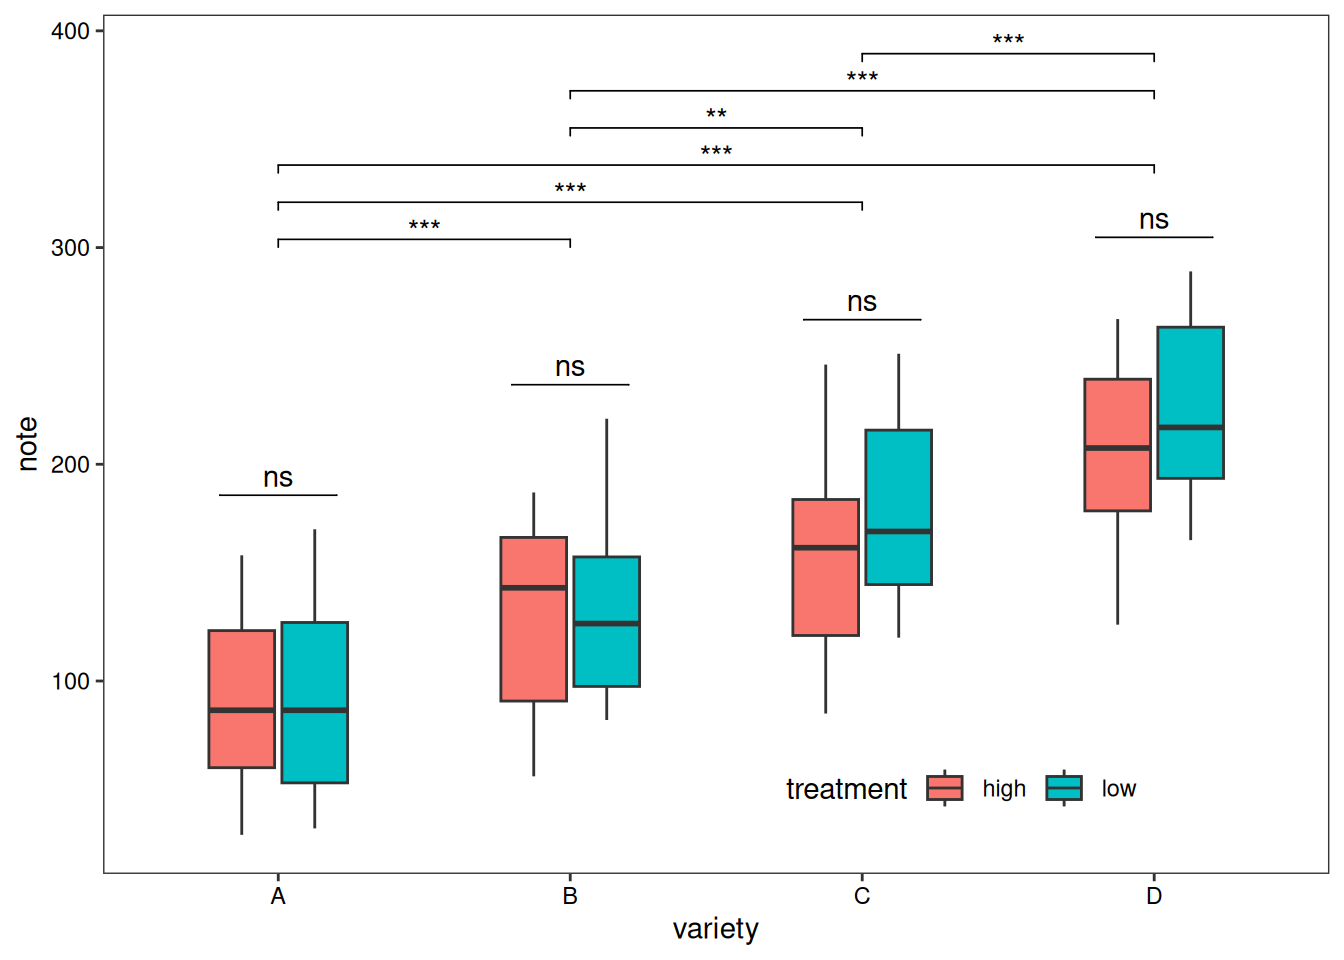 400
***
***
**
***
***
***
300
ns
ns
ns
ns
200
100
note
treatment high low
A B C D
variety